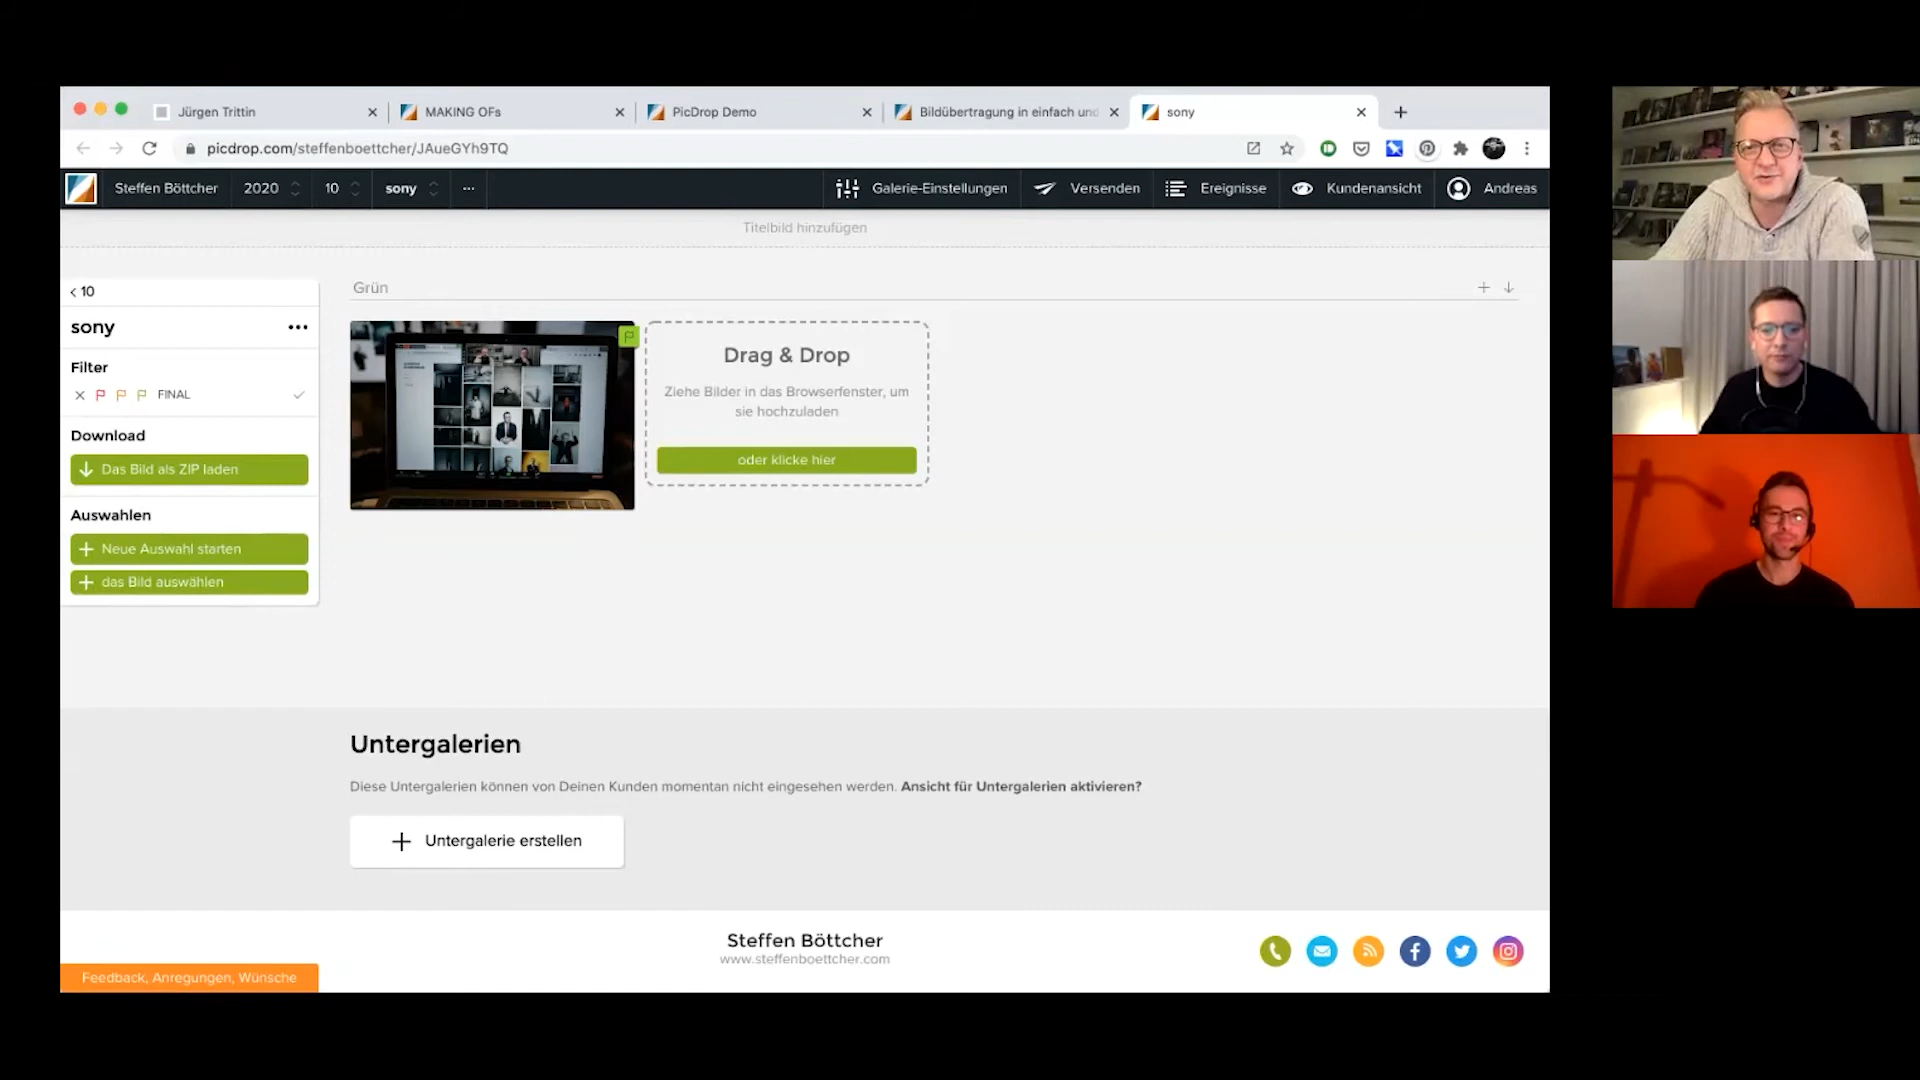 Jürgen Trittin
MAKING OFs
PicDrop Demo
Bildübertragung in einfach und
sony
picdrop.com/steffenboettcher/JAueGYh9TQ
Steffen Böttcher
2020
10
sony
Galerie-Einstellungen
Versenden
Ereignisse
Kundenansicht
Andreas
Titelbild hinzufügen
< 10
sony
Filter
FINAL
Download
Das Bild als ZIP laden
Auswahlen
+ Neue Auswahl starten
+ das Bild auswählen
Grün
Drag & Drop
Ziehe Bilder in das Browserfenster, um
sie hochzuladen
oder klicke hier
Untergalerien
Diese Untergalerien können von Deinen Kunden momentan nicht eingesehen werden. Ansicht für Untergalerien aktivieren?
+ Untergalerie erstellen
Steffen Böttcher
www.steffenboettcher.com
Feedback, Anregungen, Wünsche